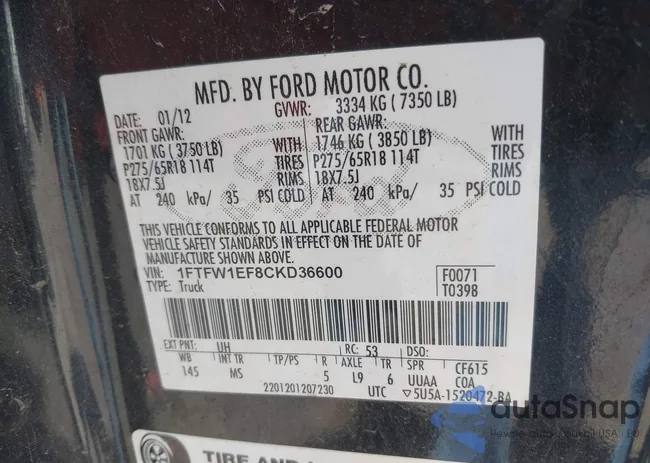 MFD. BY FORD MOTOR CO.
DATE: 01/12 GVWR: 3334 KG ( 7350 LB)
FRONT GAWR: REAR GAWR:
1701 KG (3750 LB) WITH 1746 KG ( 3850 LB) WITH
P275/65R18 114T TIRES P275/65R18 114T TIRES
18X7.5J RIMS 18X7.5J RIMS
AT 240 kPa/ 35 PSI COLD AT 240 kPa/ 35 PSI COLD
THIS VEHICLE CONFORMS TO ALL APPLICABLE FEDERAL MOTOR
VEHICLE SAFETY STANDARDS IN EFFECT ON THE DATE OF
MANUFACTURE SHOWN ABOVE.
VIN: 1FTFW1EF8CKD36600 F0071
TYPE: Truck T0398
EXT PNT: UH RC: 53 DSO:
WB INT TR TP/PS R AXLE TR SPR CF615
145 MS 5 L9 6 UUAA COA
2201201207230 UTC ▽5U5A-1520472-BA
autoSnap
TIRE AND